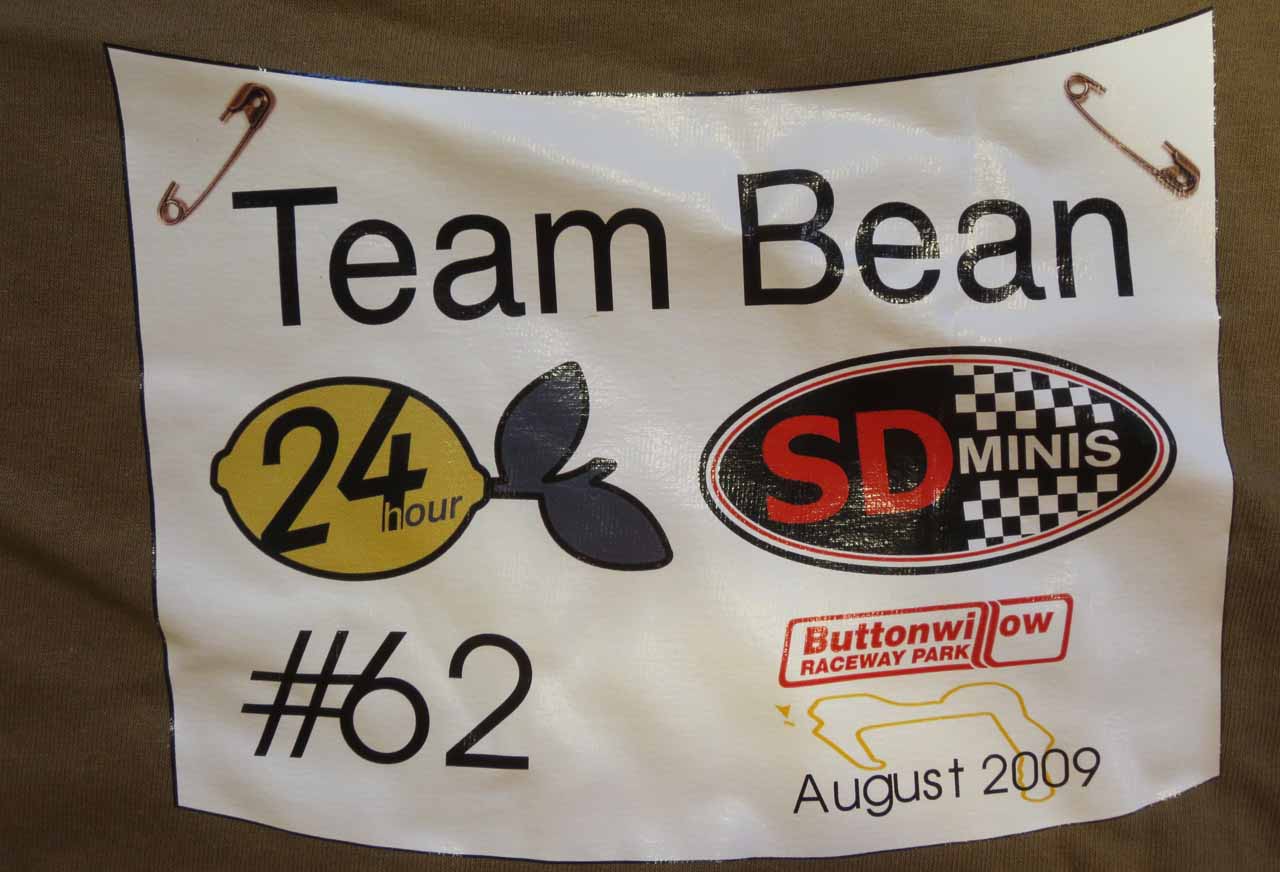 Team Bean
24
hour
SD MINIS
#62
Buttonwillow
RACEWAY PARK
August 2009